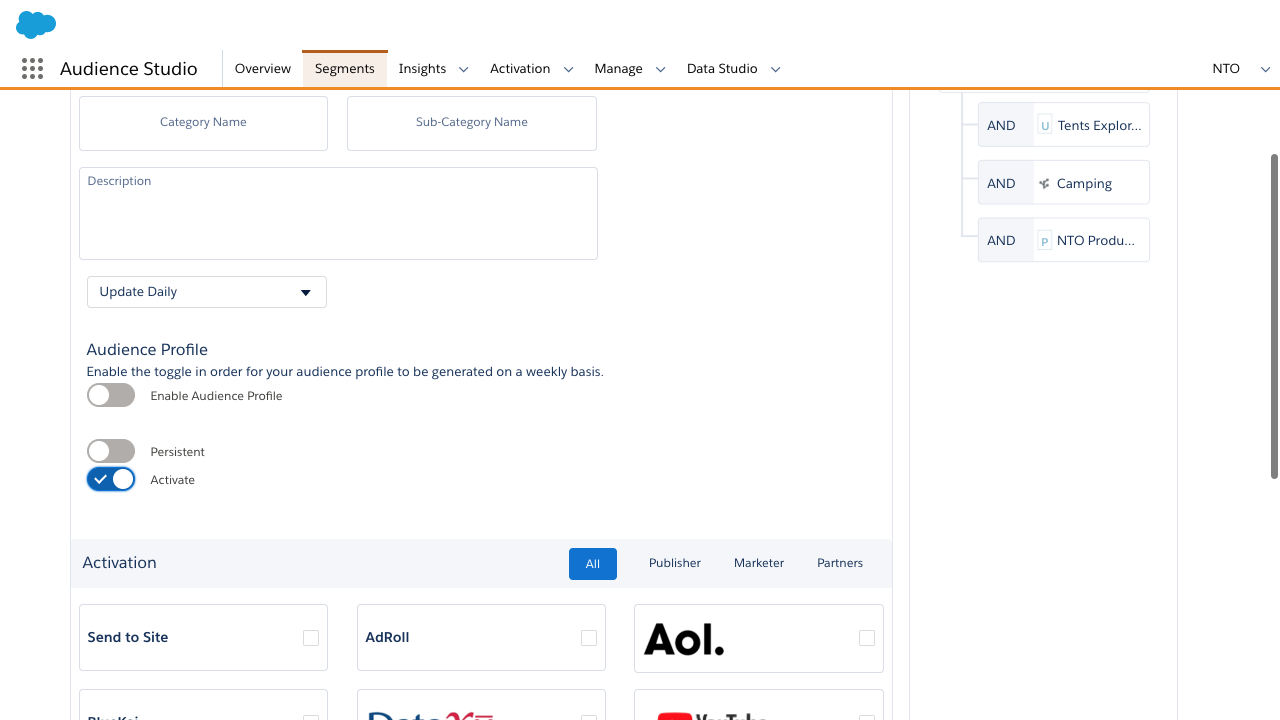 Audience Studio
Overview
Segments
Insights
Activation
Manage
Data Studio
NTO
Category Name
Sub-Category Name
Description
Update Daily
Audience Profile
Enable the toggle in order for your audience profile to be generated on a weekly basis.
Enable Audience Profile
Persistent
Activate
Activation
All
Publisher
Marketer
Partners
Send to Site
AdRoll
Aol.
YouTube
AND
U
Tents Explor...
AND
Camping
AND
P
NTO Produ...